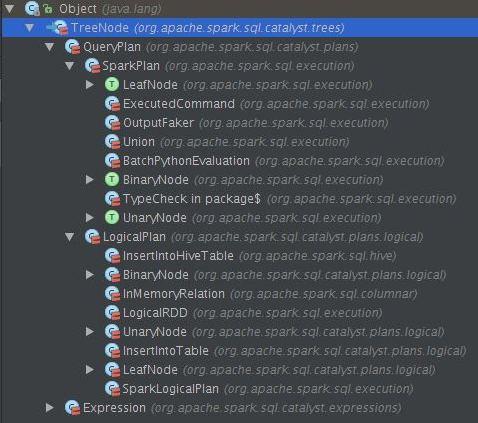 Object (java.lang)
TreeNode (org.apache.spark.sql.catalyst.trees)
QueryPlan (org.apache.spark.sql.catalyst.plans)
SparkPlan (org.apache.spark.sql.execution)
LeafNode (org.apache.spark.sql.execution)
ExecutedCommand (org.apache.spark.sql.execution)
OutputFaker (org.apache.spark.sql.execution)
Union (org.apache.spark.sql.execution)
BatchPythonEvaluation (org.apache.spark.sql.execution)
BinaryNode (org.apache.spark.sql.execution)
TypeCheck in package$ (org.apache.spark.sql.execution)
UnaryNode (org.apache.spark.sql.execution)
LogicalPlan (org.apache.spark.sql.catalyst.plans.logical)
InsertIntoHiveTable (org.apache.spark.sql.hive)
BinaryNode (org.apache.spark.sql.catalyst.plans.logical)
InMemoryRelation (org.apache.spark.sql.columnar)
LogicalRDD (org.apache.spark.sql.execution)
UnaryNode (org.apache.spark.sql.catalyst.plans.logical)
InsertIntoTable (org.apache.spark.sql.catalyst.plans.logical)
LeafNode (org.apache.spark.sql.catalyst.plans.logical)
SparkLogicalPlan (org.apache.spark.sql.execution)
Expression (org.apache.spark.sql.catalyst.expressions)